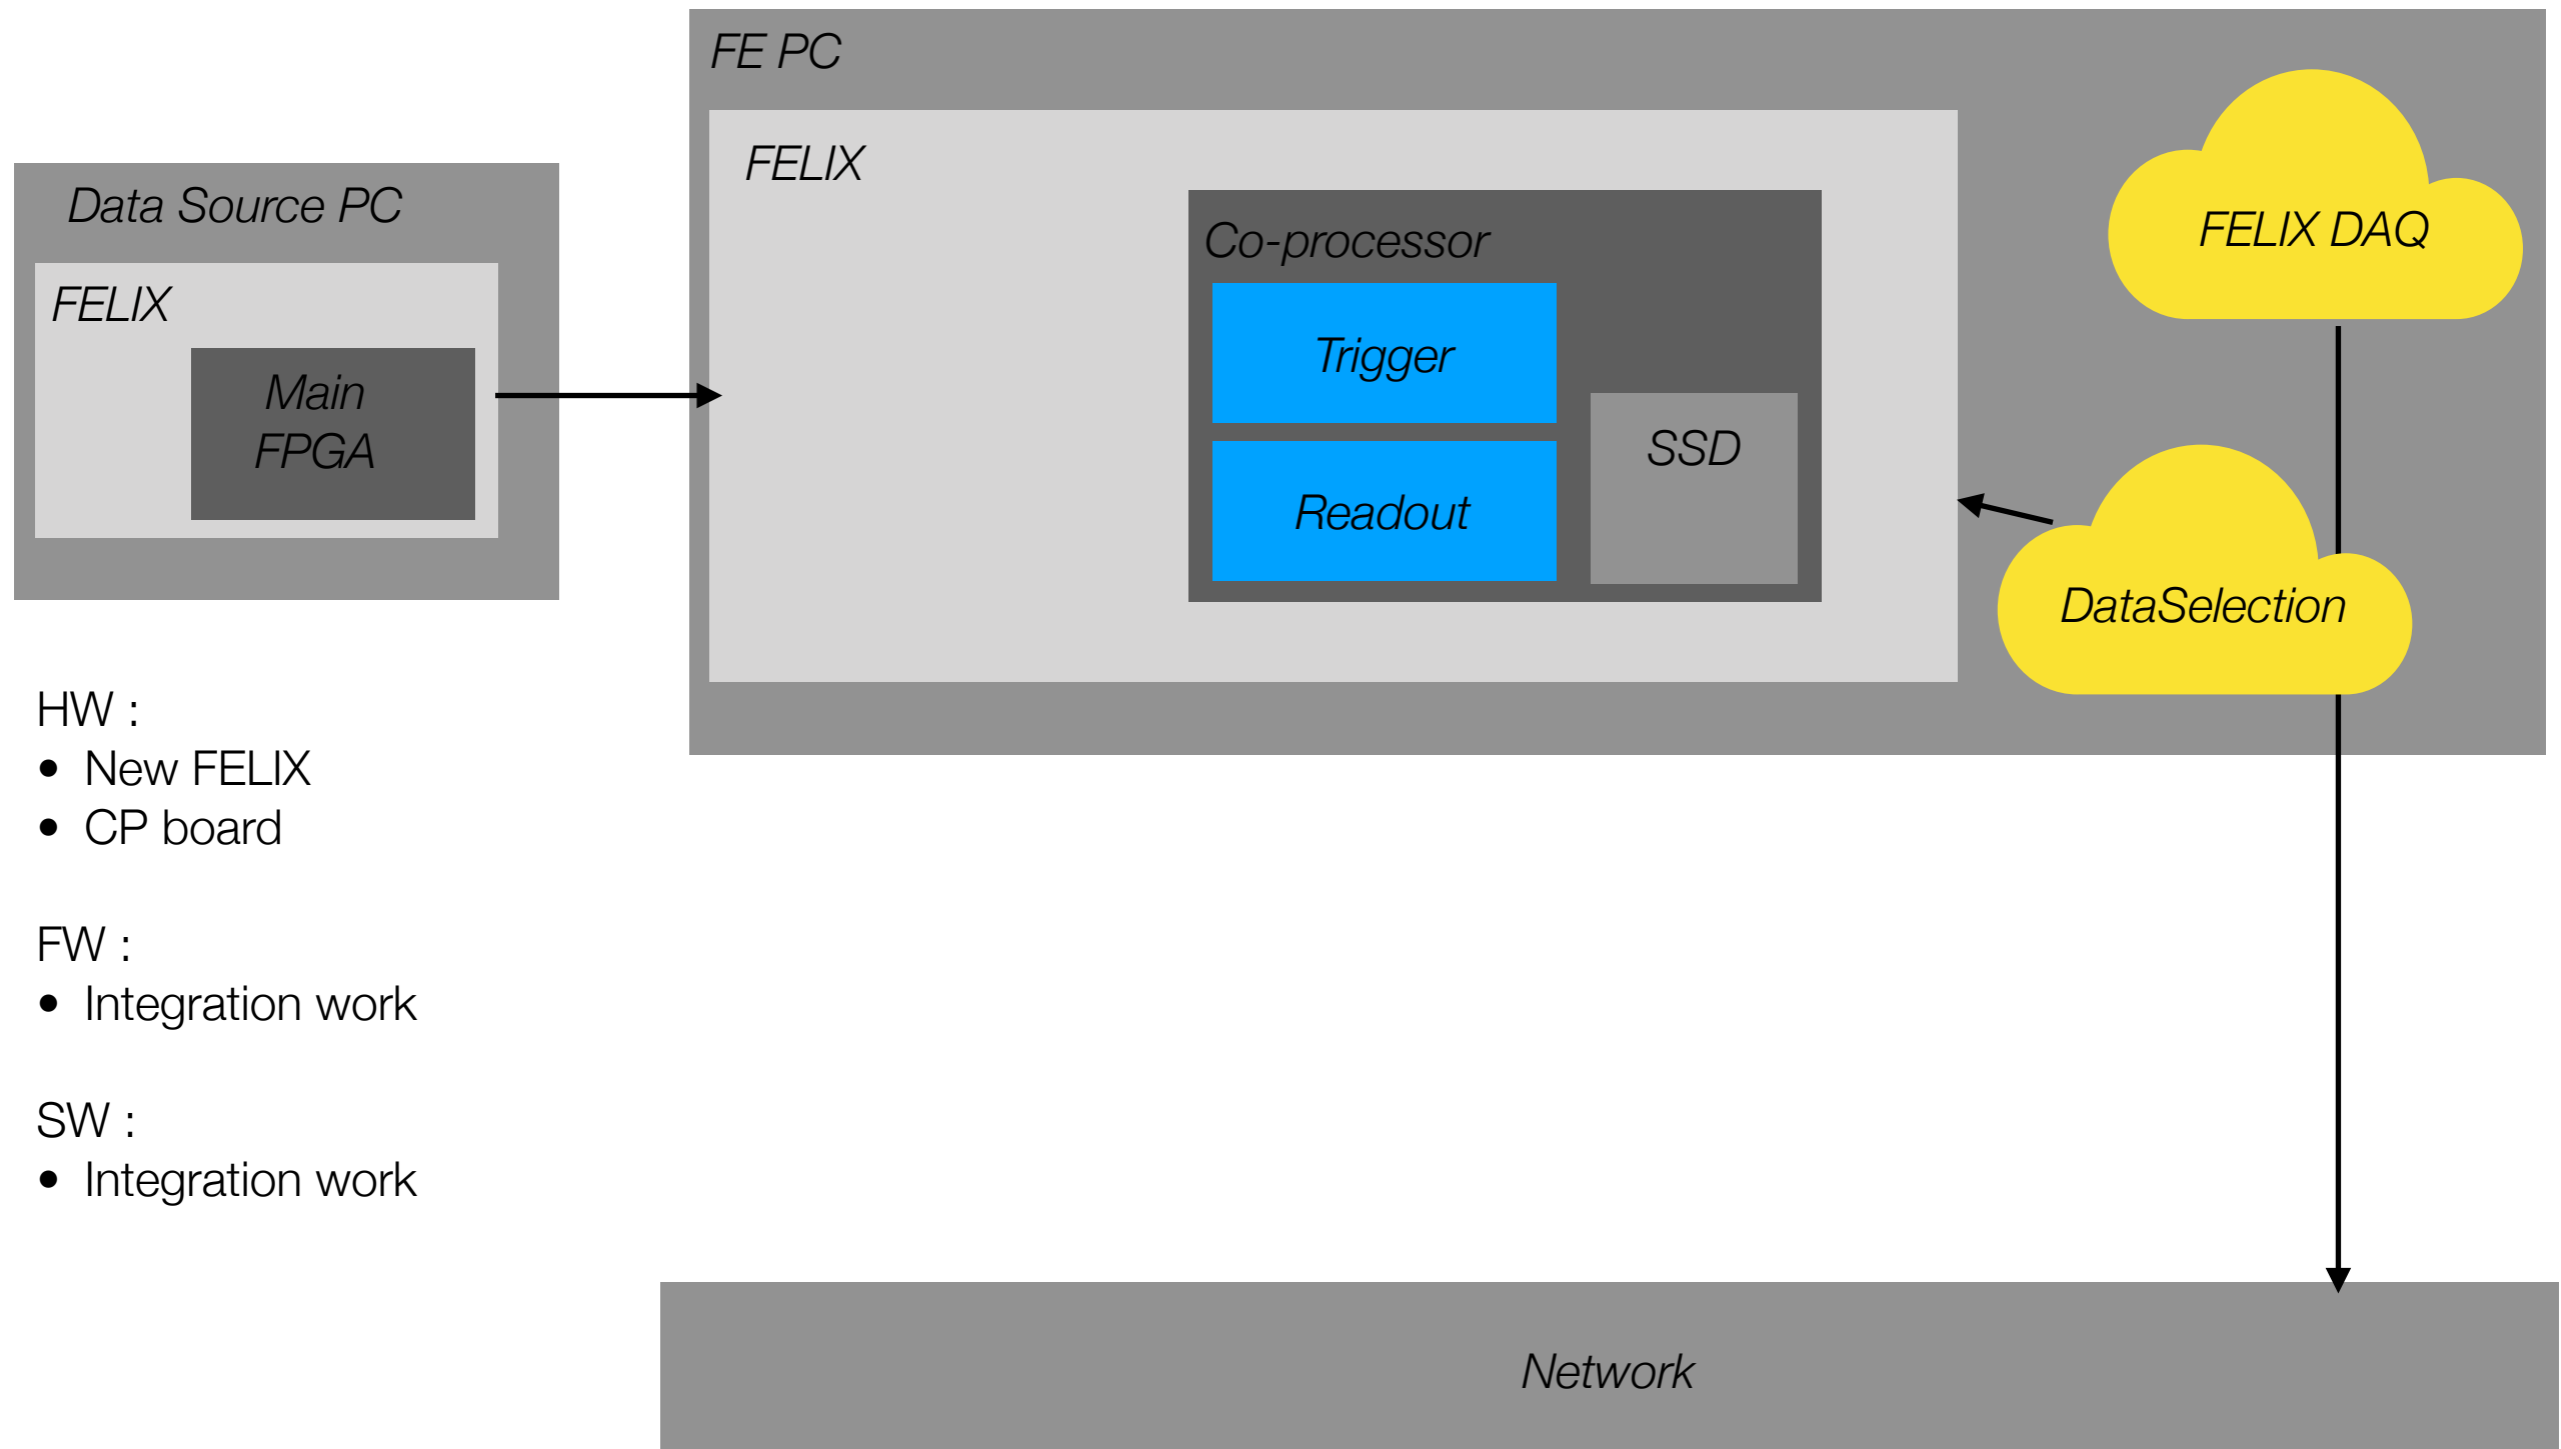 FE PC
FELIX
Data Source PC
FELIX
Main
FPGA
Co-processor
Trigger
Readout
SSD
FELIX DAQ
DataSelection
HW :
• New FELIX
• CP board
FW :
• Integration work
SW :
• Integration work
Network